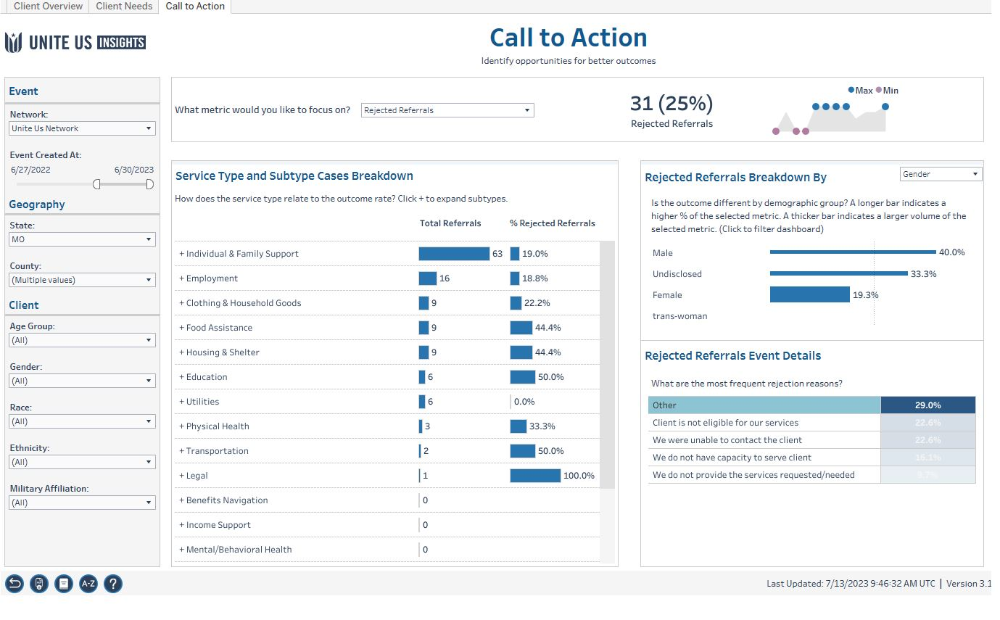 Client Overview Client Needs Call to Action
UNITE US INSIGHTS
Call to Action
Identify opportunities for better outcomes
Event
Network:
Unite Us Network
Event Created At:
6/27/2022 6/30/2023
Geography
State:
MO
County:
(Multiple values)
Client
Age Group:
(All)
Gender:
(All)
Race:
(All)
Ethnicity:
(All)
Military Affiliation:
(All)
What metric would you like to focus on? Rejected Referrals
31 (25%)
Rejected Referrals
Max Min
Service Type and Subtype Cases Breakdown
How does the service type relate to the outcome rate? Click + to expand subtypes.
Total Referrals % Rejected Referrals
+ Individual & Family Support 63 19.0%
+ Employment 16 18.8%
+ Clothing & Household Goods 9 22.2%
+ Food Assistance 9 44.4%
+ Housing & Shelter 9 44.4%
+ Education 6 50.0%
+ Utilities 6 0.0%
+ Physical Health 3 33.3%
+ Transportation 2 50.0%
+ Legal 1 100.0%
+ Benefits Navigation 0
+ Income Support 0
+ Mental/Behavioral Health 0
Rejected Referrals Breakdown By Gender
Is the outcome different by demographic group? A longer bar indicates a
higher % of the selected metric. A thicker bar indicates a larger volume of the
selected metric. (Click to filter dashboard)
Male 40.0%
Undisclosed 33.3%
Female 19.3%
trans-woman
Rejected Referrals Event Details
What are the most frequent rejection reasons?
Other 29.0%
Client is not eligible for our services 22.6%
We were unable to contact the client 22.6%
We do not have capacity to serve client 16.1%
We do not provide the services requested/needed 9.7%
A-Z ?
Last Updated: 7/13/2023 9:46:32 AM UTC | Version 3.1